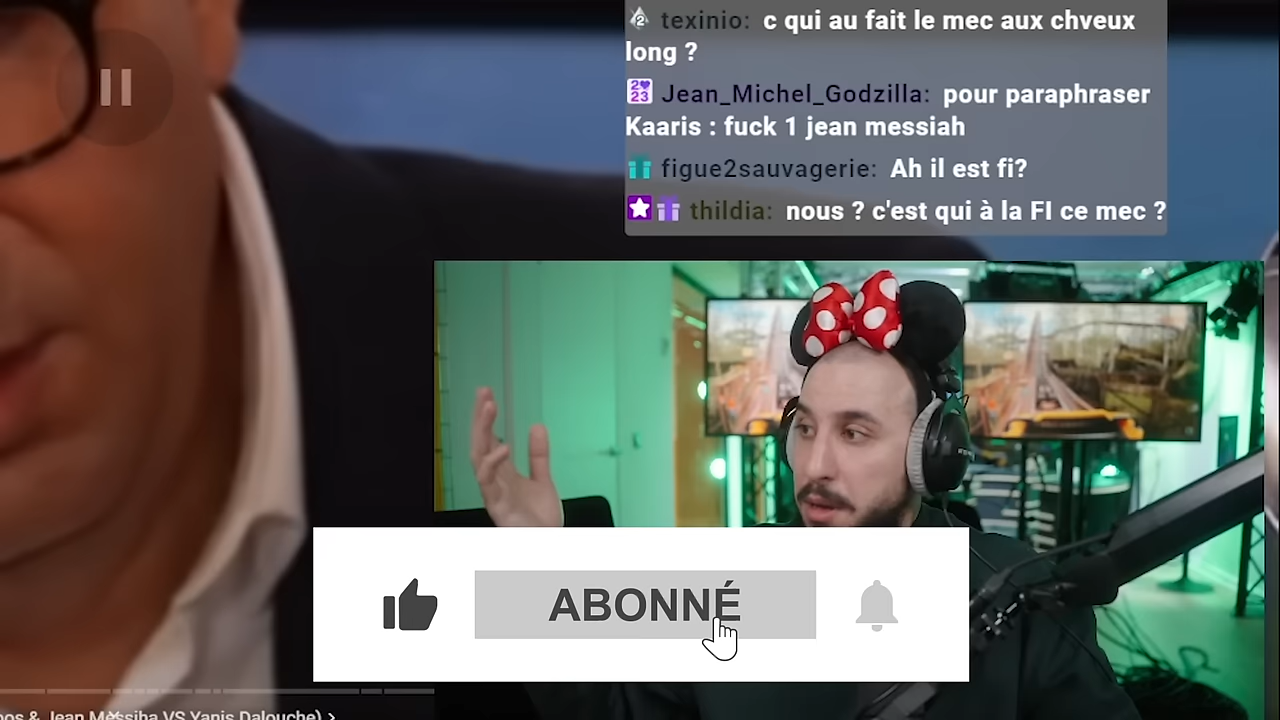 texinio: c qui au fait le mec aux chveux
long ?
Jean_Michel_Godzilla: pour paraphraser
Kaaris : fuck 1 jean messiah
figue2sauvagerie: Ah il est fi?
thildia: nous ? c'est qui à la FI ce mec ?
ABONNÉ
os & Jean Messiha VS Yanis Dalouche) >